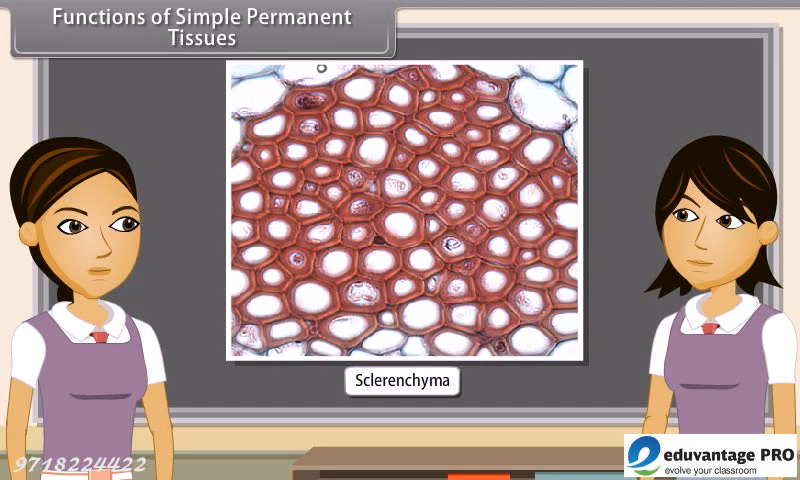 Functions of Simple Permanent
Tissues
Sclerenchyma
9718224422
eduvantage PRO
evolve your classroom